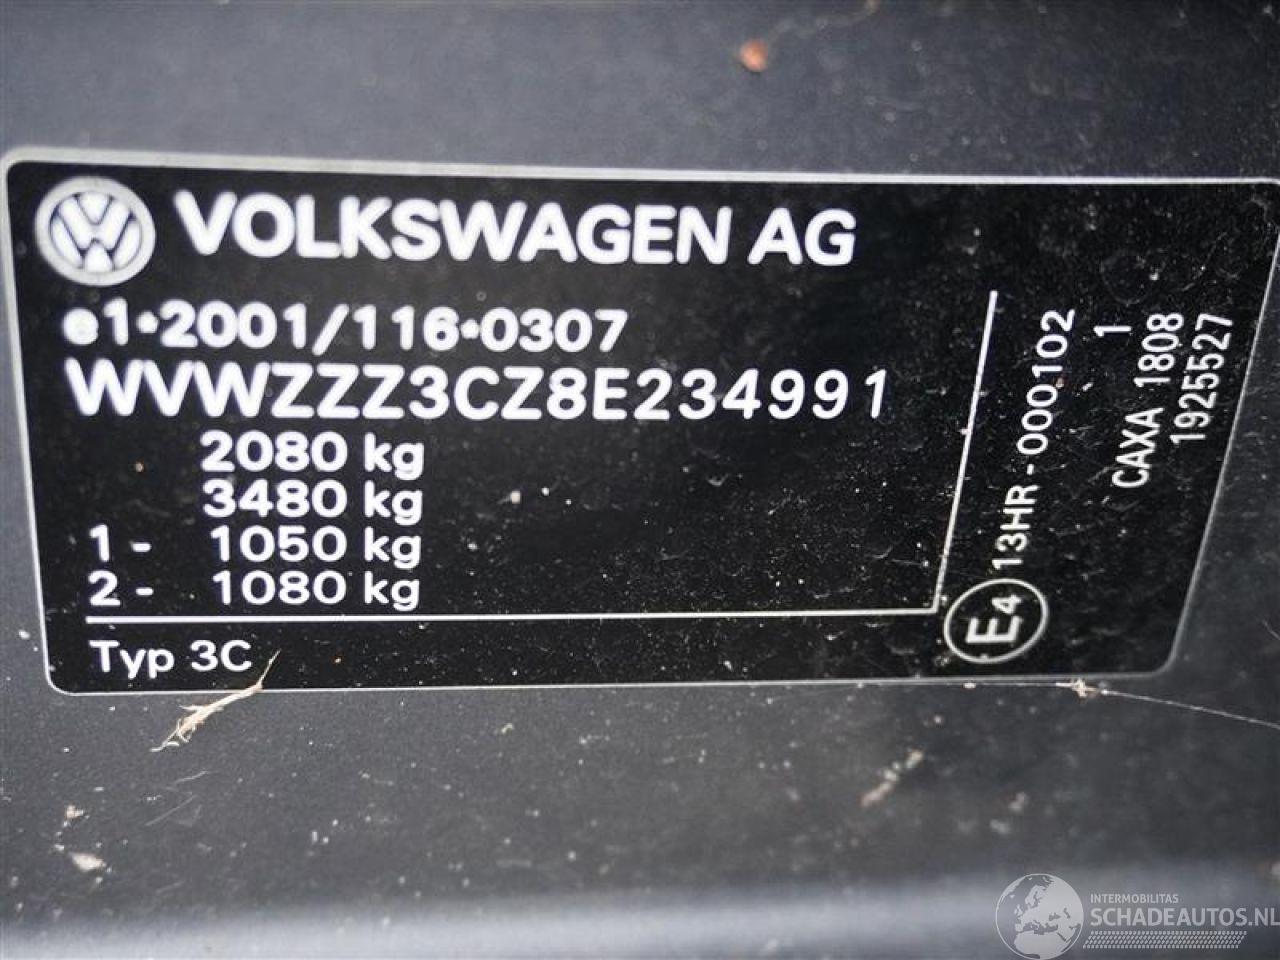 VOLKSWAGEN AG
e1*2001/116*0307
WVWZZZ3CZ8E234991
2080 kg
3480 kg
1- 1050 kg
2- 1080 kg
Typ 3C
E4 13HR-000102
1
CAXA 1808
1925527
INTERMOBILITAS
SCHADEAUTOS.NL